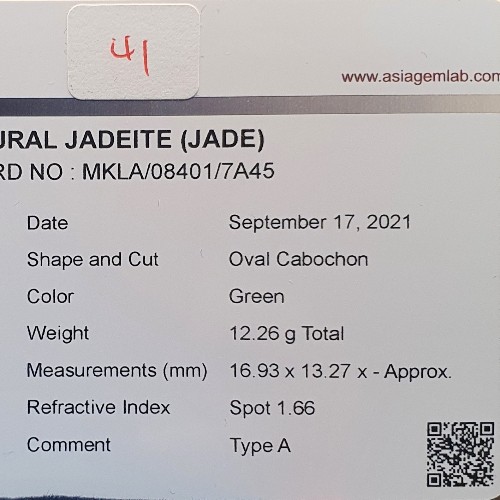 41
www.asiagemlab.com
URAL JADEITE (JADE)
RD NO : MKLA/08401/7A45
Date September 17, 2021
Shape and Cut Oval Cabochon
Color Green
Weight 12.26 g Total
Measurements (mm) 16.93 x 13.27 x - Approx.
Refractive Index Spot 1.66
Comment Type A